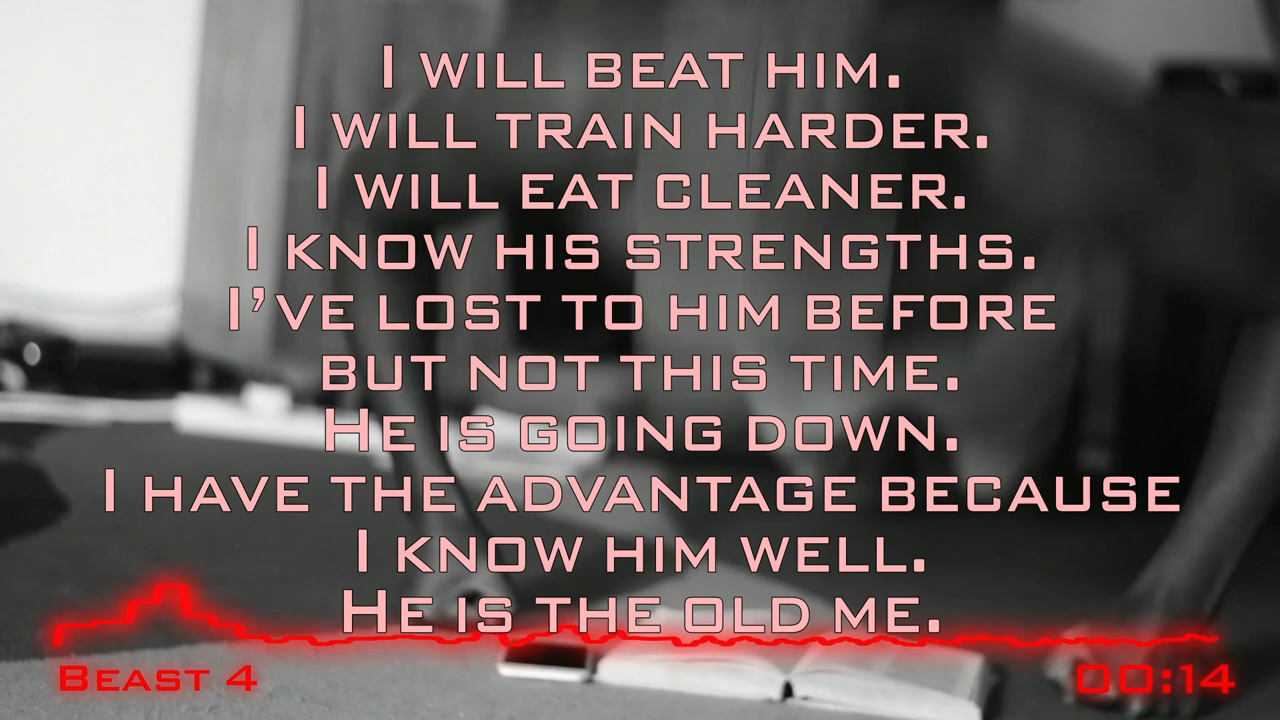 I WILL BEAT HIM.
I WILL TRAIN HARDER.
I WILL EAT CLEANER.
I KNOW HIS STRENGTHS.
I'VE LOST TO HIM BEFORE
BUT NOT THIS TIME.
HE IS GOING DOWN.
I HAVE THE ADVANTAGE BECAUSE
I KNOW HIM WELL.
HE IS THE OLD ME.
BEAST 4
00:14